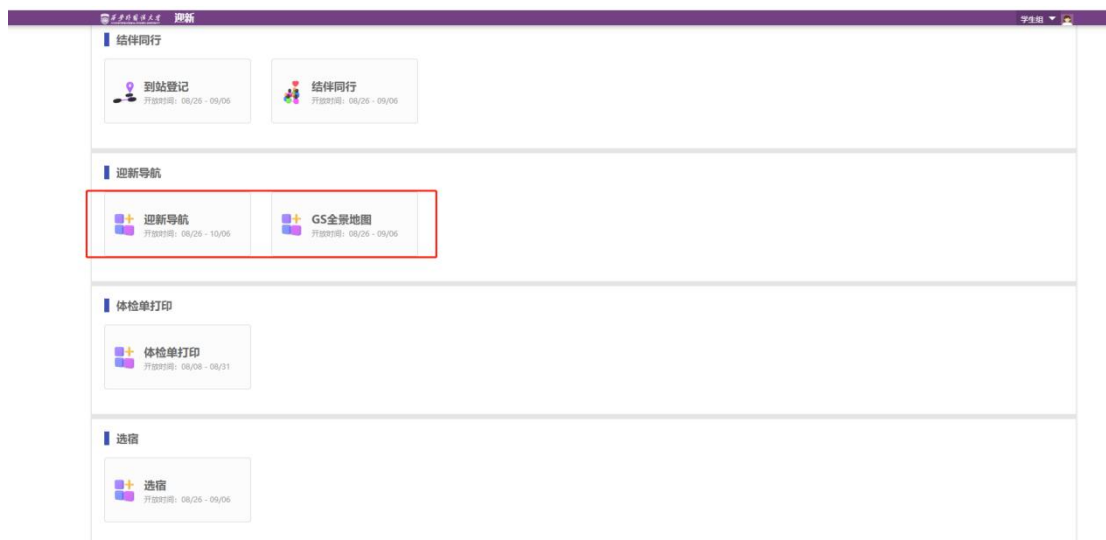 迎新
学生组
结伴同行
到站登记
开放时间：08/26 - 09/06
结伴同行
开放时间：08/26 - 09/06
迎新导航
迎新导航
开放时间：08/26 - 10/06
GS全景地图
开放时间：08/26 - 09/06
体检单打印
体检单打印
开放时间：08/08 - 08/31
选宿
选宿
开放时间：08/26 - 09/06